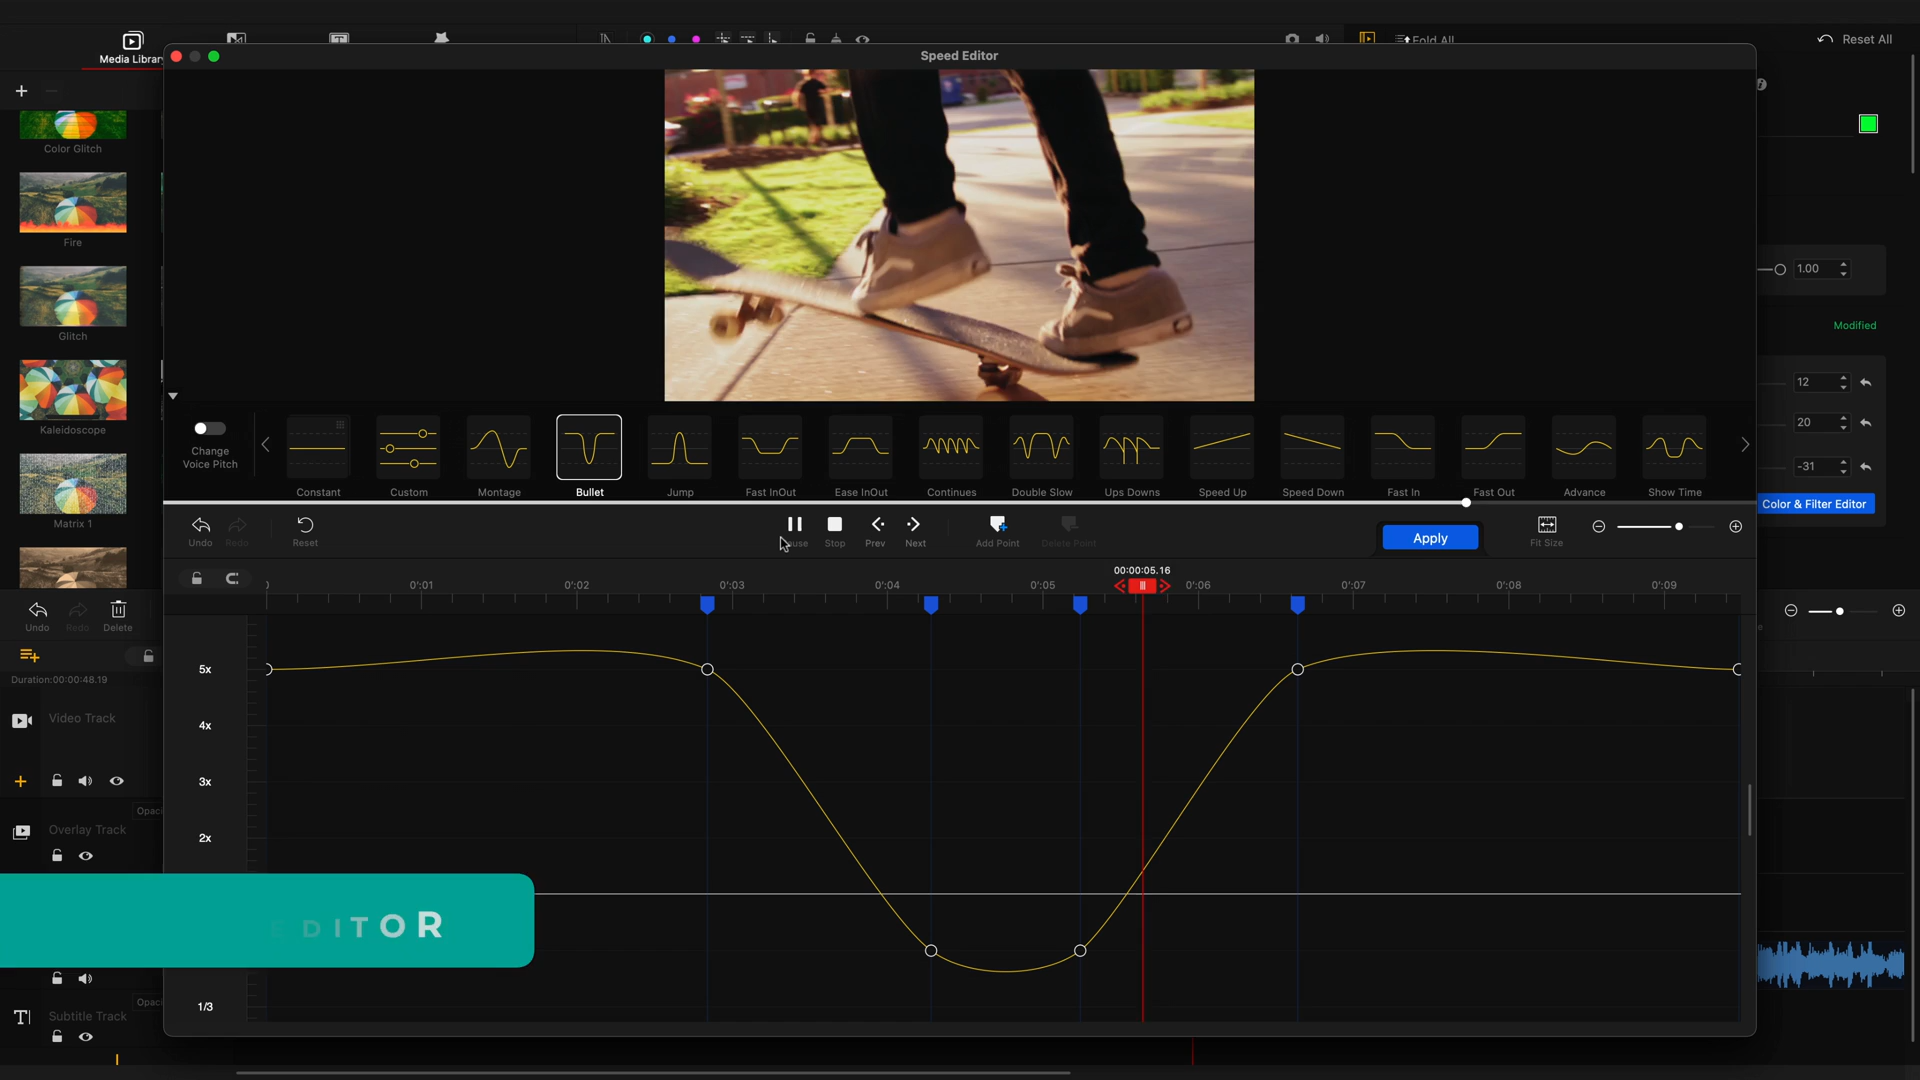 Speed Editor
Reset All
Media Library
Fold All
Color Glitch
Fire
Glitch
Kaleidoscope
Matrix 1
1.00
Modified
12
20
-31
Color & Filter Editor
Change
Voice Pitch
Constant
Custom
Montage
Bullet
Jump
Fast InOut
Ease InOut
Continues
Double Slow
Ups Downs
Speed Up
Speed Down
Fast In
Fast Out
Advance
Show Time
Undo
Redo
Reset
Pause
Stop
Prev
Next
Add Point
Delete Point
Apply
Fit Size
00:00:05.16
0':01
0':02
0':03
0':04
0':05
0':06
0':07
0':08
0':09
Undo
Redo
Delete
Duration:00:00:48.19
Video Track
Opaci
Overlay Track
5x
4x
3x
2x
1/3
EDITOR
Opaci
Subtitle Track